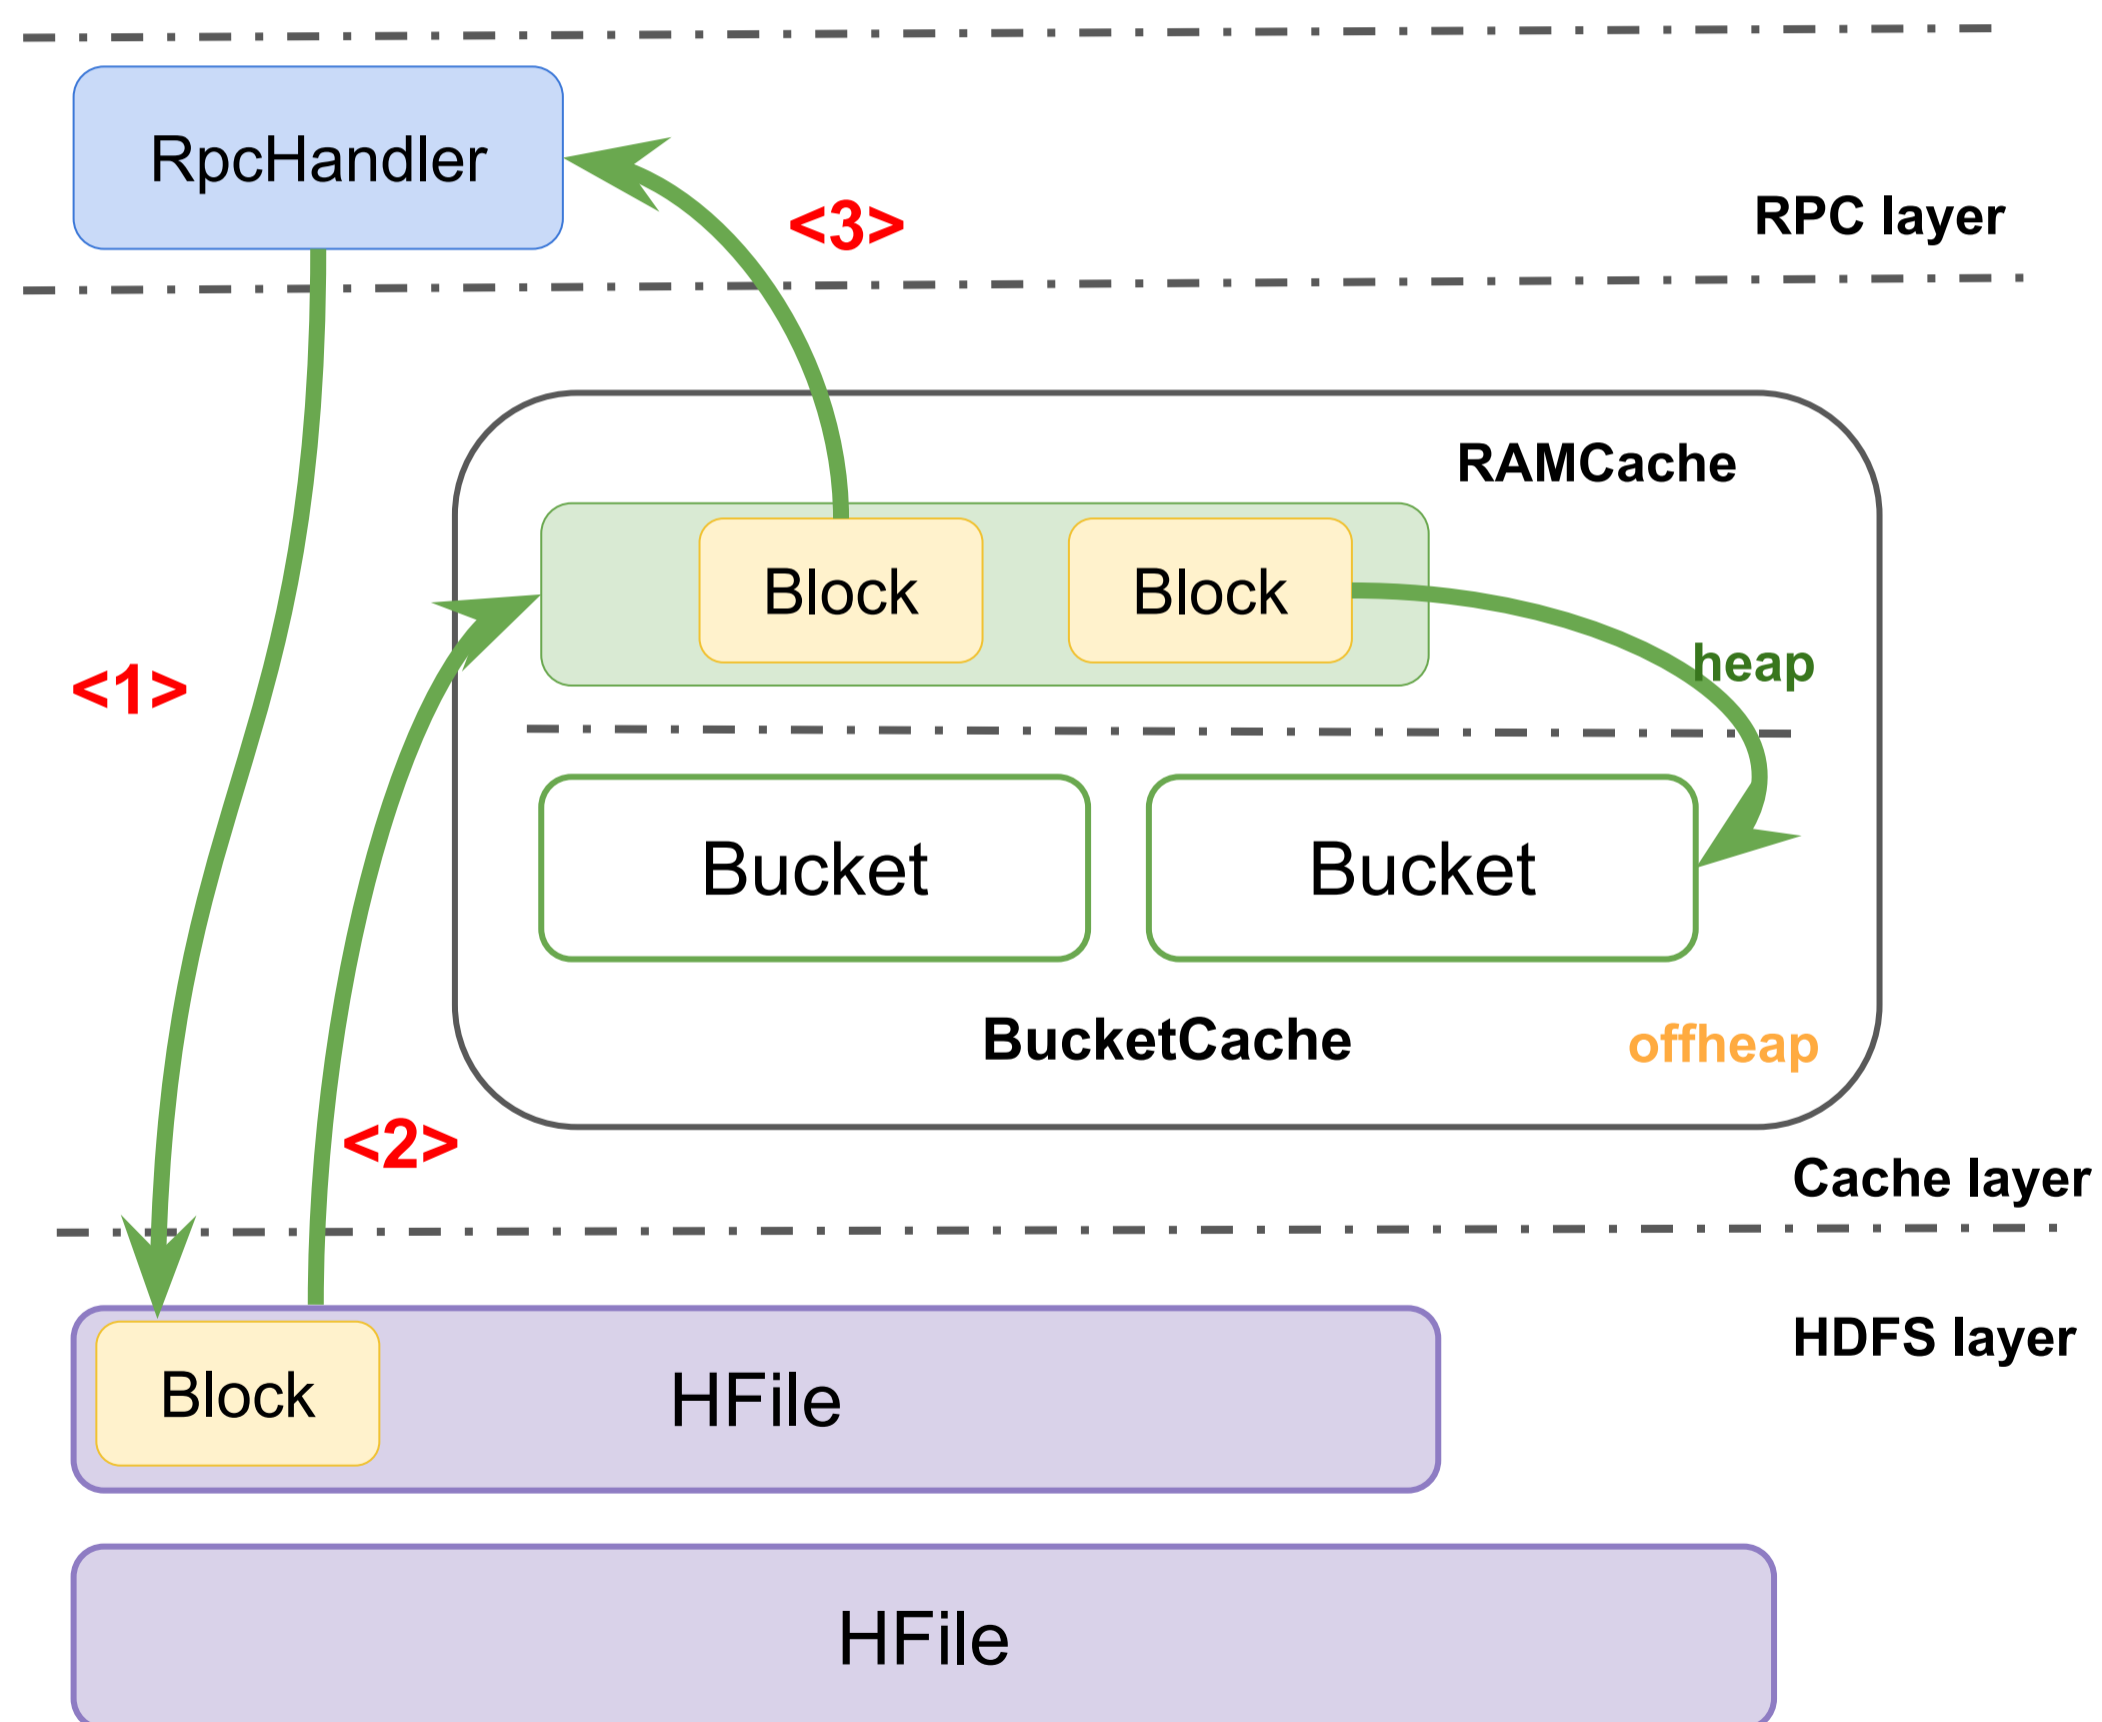 RpcHandler
<3>
RPC layer
RAMCache
Block
Block
heap
<1>
Bucket
Bucket
BucketCache
offheap
<2>
Cache layer
HDFS layer
Block
HFile
HFile